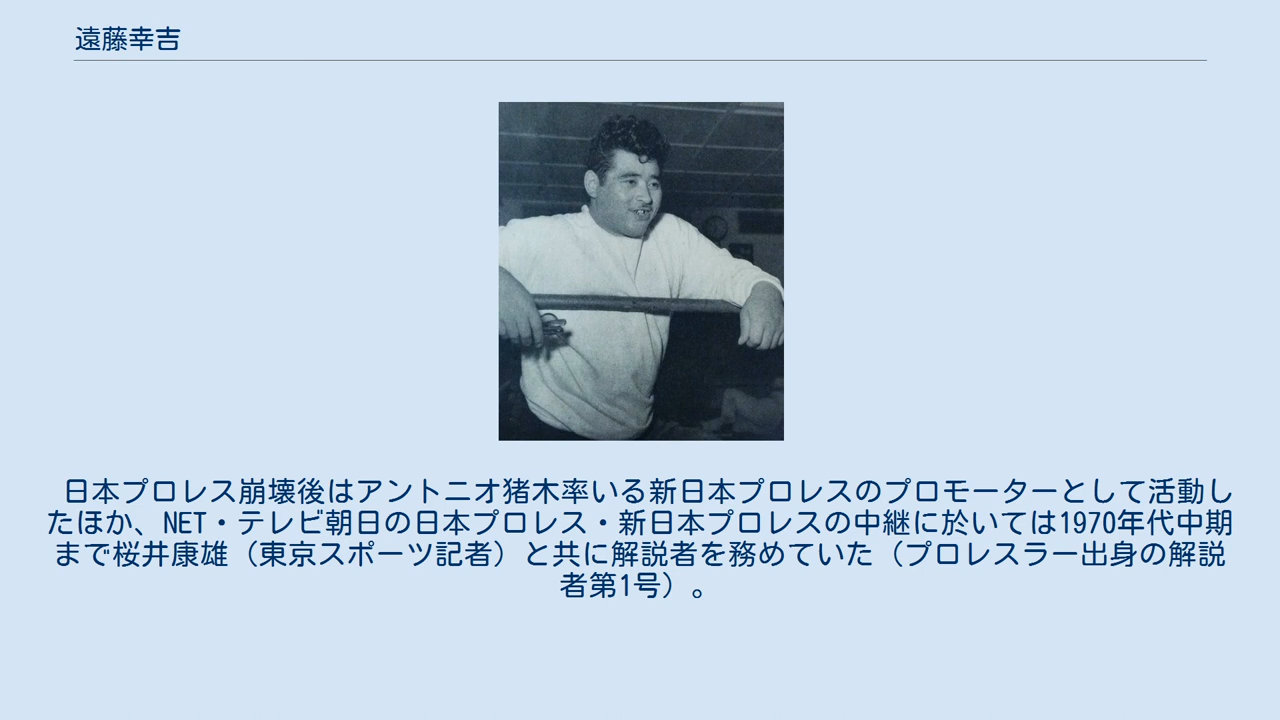 遠藤幸吉
日本プロレス崩壊後はアントニオ猪木率いる新日本プロレスのプロモーターとして活動し
たほか、NET・テレビ朝日の日本プロレス・新日本プロレスの中継に於いては1970年代中期
まで桜井康雄（東京スポーツ記者）と共に解説者を務めていた（プロレスラー出身の解説
者第1号）。